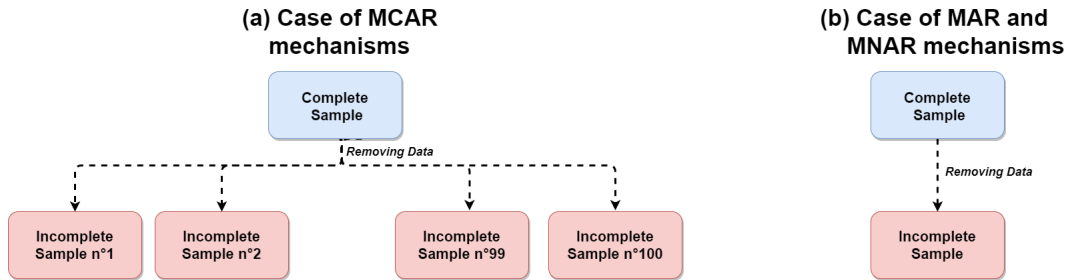 (a) Case of MCAR
mechanisms
Complete
Sample
Removing Data
Incomplete
Sample n°1
Incomplete
Sample n°2
Incomplete
Sample n°99
Incomplete
Sample n°100
(b) Case of MAR and
MNAR mechanisms
Complete
Sample
Removing Data
Incomplete
Sample